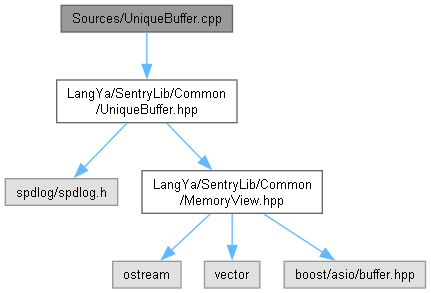 Sources/UniqueBuffer.cpp
LangYa/SentryLib/Common
/UniqueBuffer.hpp
spdlog/spdlog.h
LangYa/SentryLib/Common
/MemoryView.hpp
ostream
vector
boost/asio/buffer.hpp